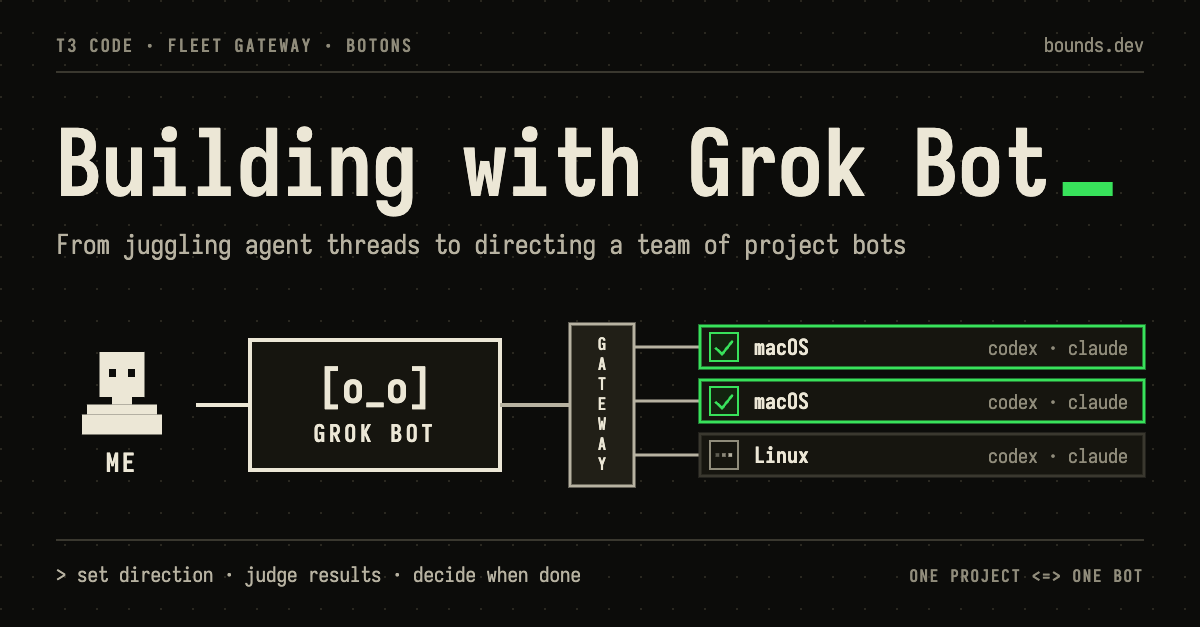 T3 CODE · FLEET GATEWAY · BOTONS
bounds.dev
Building with Grok Bot_
From juggling agent threads to directing a team of project bots
ME
[o_o]
GROK BOT
GATEWAY
macOS codex · claude
macOS codex · claude
Linux codex · claude
> set direction · judge results · decide when done
ONE PROJECT <=> ONE BOT